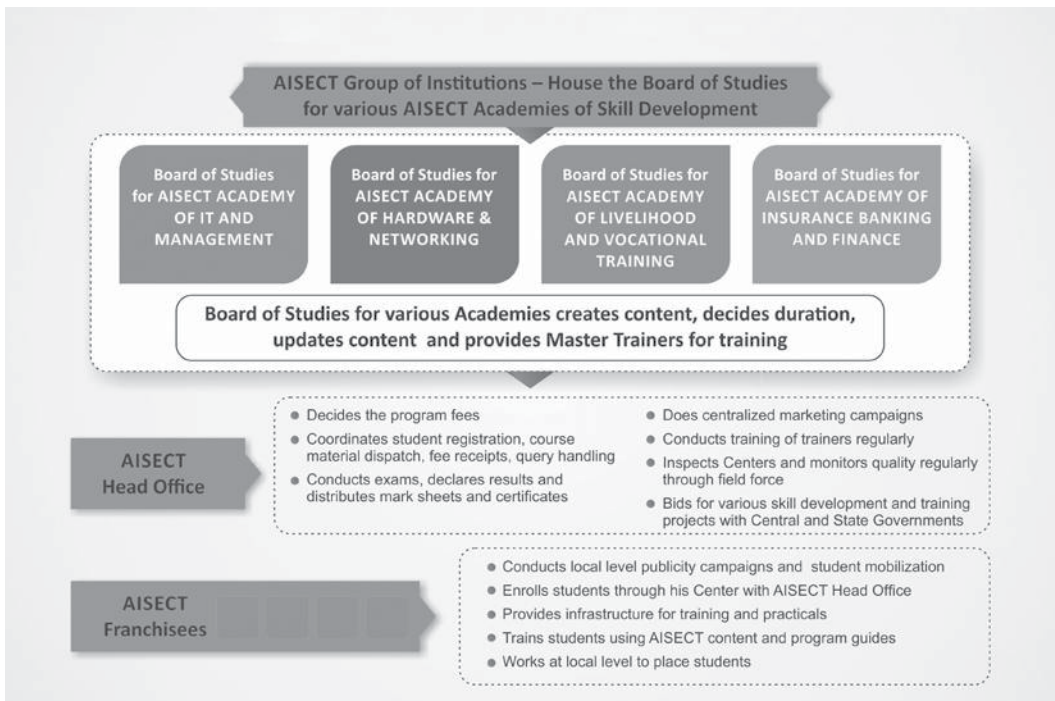 AISECT Group of Institutions – House the Board of Studies
for various AISECT Academies of Skill Development
Board of Studies
for AISECT ACADEMY
OF IT AND
MANAGEMENT
Board of Studies for
AISECT ACADEMY
OF HARDWARE &
NETWORKING
Board of Studies for
AISECT ACADEMY
OF LIVELIHOOD
AND VOCATIONAL
TRAINING
Board of Studies for
AISECT ACADEMY OF
INSURANCE BANKING
AND FINANCE
Board of Studies for various Academies creates content, decides duration,
updates content and provides Master Trainers for training
AISECT
Head Office
● Decides the program fees
● Coordinates student registration, course
material dispatch, fee receipts, query handling
● Conducts exams, declares results and
distributes mark sheets and certificates
● Does centralized marketing campaigns
● Conducts training of trainers regularly
● Inspects Centers and monitors quality regularly
through field force
● Bids for various skill development and training
projects with Central and State Governments
AISECT
Franchisees
● Conducts local level publicity campaigns and student mobilization
● Enrolls students through his Center with AISECT Head Office
● Provides infrastructure for training and practicals
● Trains students using AISECT content and program guides
● Works at local level to place students